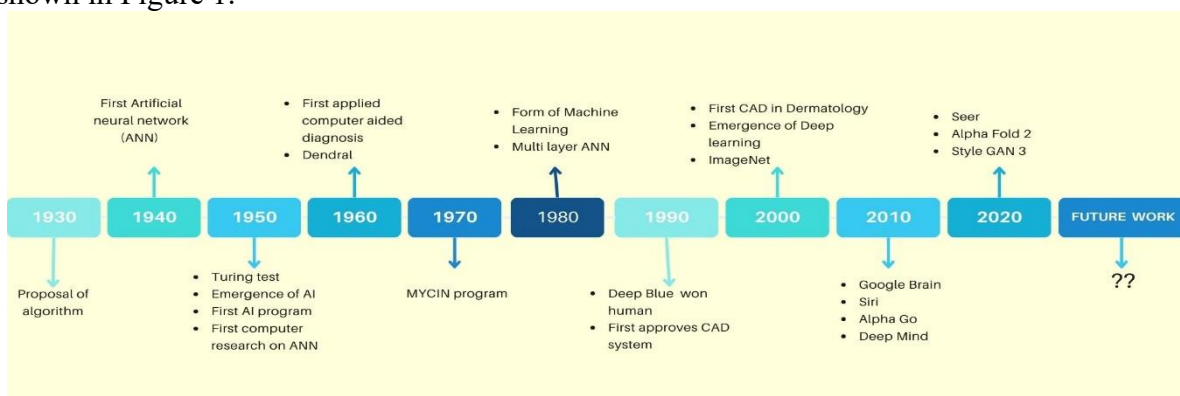 shown in Figure 1.
First Artificial
neural network
(ANN)
• First applied
computer aided
diagnosis
• Dendral
• Form of Machine
Learning
• Multi layer ANN
• First CAD in Dermatology
• Emergence of Deep
learning
• ImageNet
• Seer
• Alpha Fold 2
• Style GAN 3
1930
1940
1950
1960
1970
1980
1990
2000
2010
2020
FUTURE WORK
Proposal of
algorithm
• Turing test
• Emergence of AI
• First AI program
• First computer
research on ANN
MYCIN program
• Deep Blue won
human
• First approves CAD
system
• Google Brain
• Siri
• Alpha Go
• Deep Mind
??